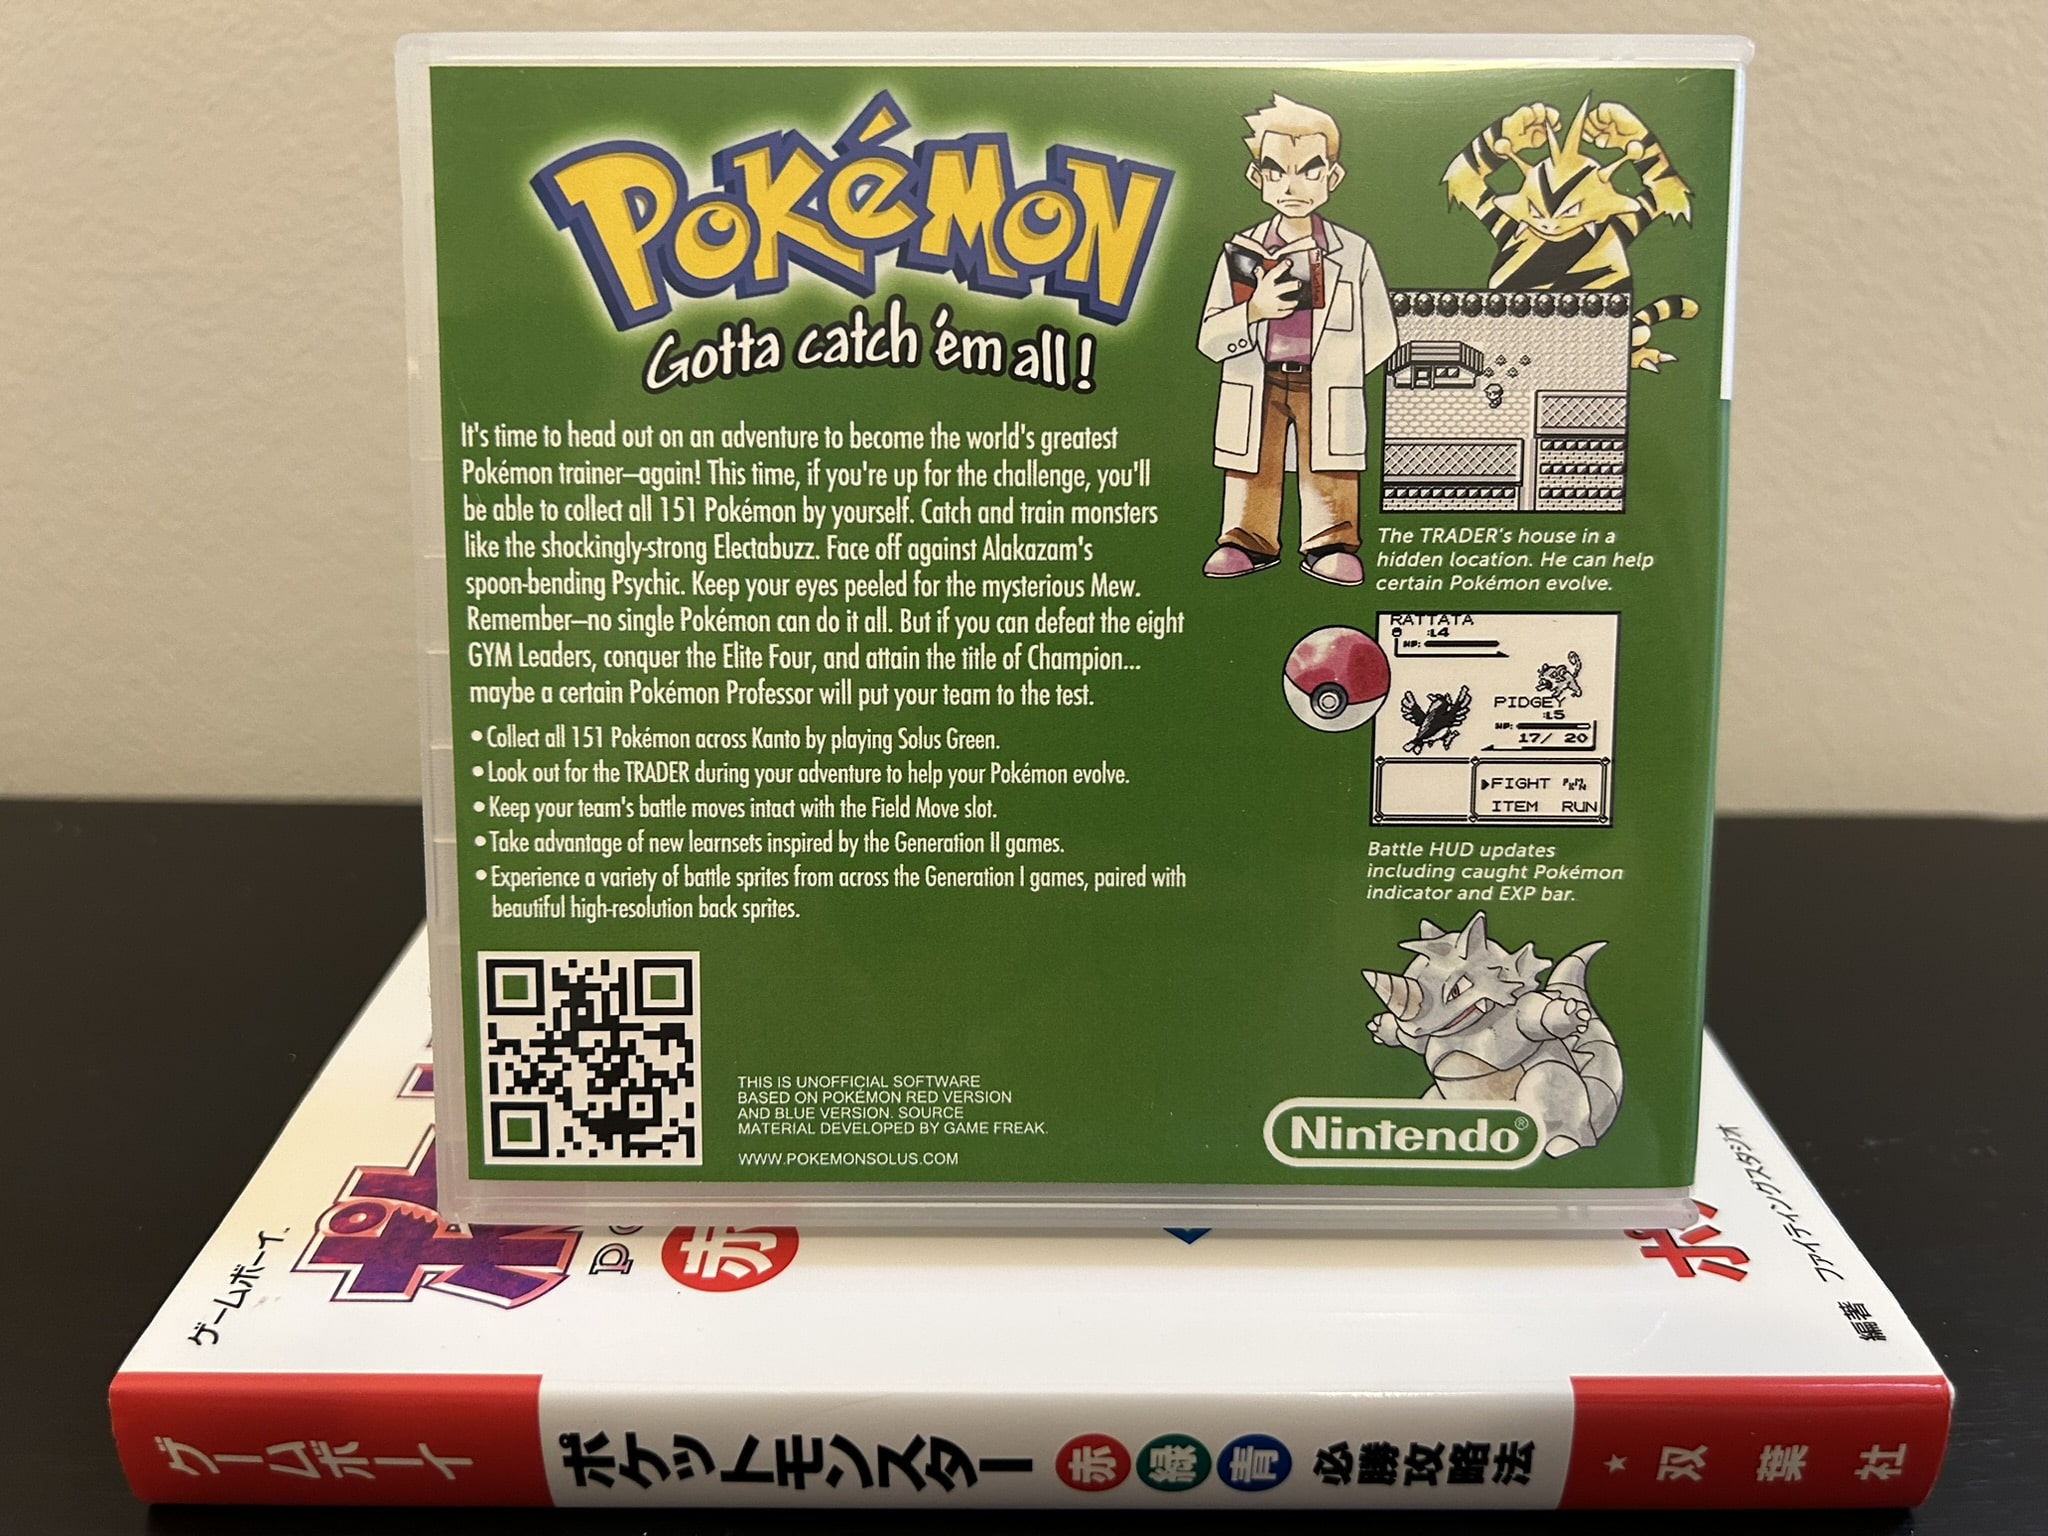 POKéMON
Gotta catch 'em all!
It's time to head out on an adventure to become the world's greatest
Pokémon trainer—again! This time, if you're up for the challenge, you'll
be able to collect all 151 Pokémon by yourself. Catch and train monsters
like the shockingly-strong Electabuzz. Face off against Alakazam's
spoon-bending Psychic. Keep your eyes peeled for the mysterious Mew.
Remember—no single Pokémon can do it all. But if you can defeat the eight
GYM Leaders, conquer the Elite Four, and attain the title of Champion...
maybe a certain Pokémon Professor will put your team to the test.
• Collect all 151 Pokémon across Kanto by playing Solus Green.
• Look out for the TRADER during your adventure to help your Pokémon evolve.
• Keep your team's battle moves intact with the Field Move slot.
• Take advantage of new learnsets inspired by the Generation II games.
• Experience a variety of battle sprites from across the Generation I games, paired with
beautiful high-resolution back sprites.
The TRADER's house in a
hidden location. He can help
certain Pokémon evolve.
RATTATA
:L4
HP:
PIDGEY
:L5
HP:
17/ 20
▶FIGHT PKMN
ITEM RUN
Battle HUD updates
including caught Pokémon
indicator and EXP bar.
THIS IS UNOFFICIAL SOFTWARE
BASED ON POKÉMON RED VERSION
AND BLUE VERSION. SOURCE
MATERIAL DEVELOPED BY GAME FREAK.
WWW.POKEMONSOLUS.COM
Nintendo®
ゲームボーイ
ポ
赤
ポ
ファイティングスタジオ
編著
ゲームボーイ
ポケットモンスター 赤 緑 青 必勝攻略法
★ 双葉社